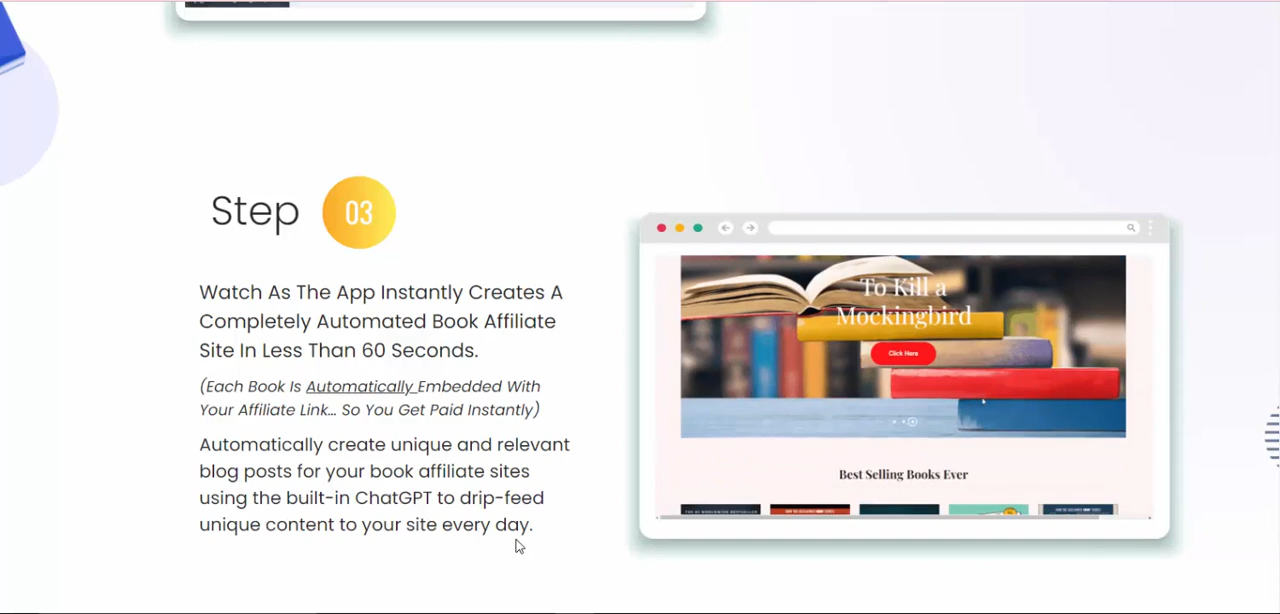 Step 03
Watch As The App Instantly Creates A
Completely Automated Book Affiliate
Site In Less Than 60 Seconds.
(Each Book Is Automatically Embedded With
Your Affiliate Link... So You Get Paid Instantly)
Automatically create unique and relevant
blog posts for your book affiliate sites
using the built-in ChatGPT to drip-feed
unique content to your site every day.
To Kill a
Mockingbird
Click Here
Best Selling Books Ever